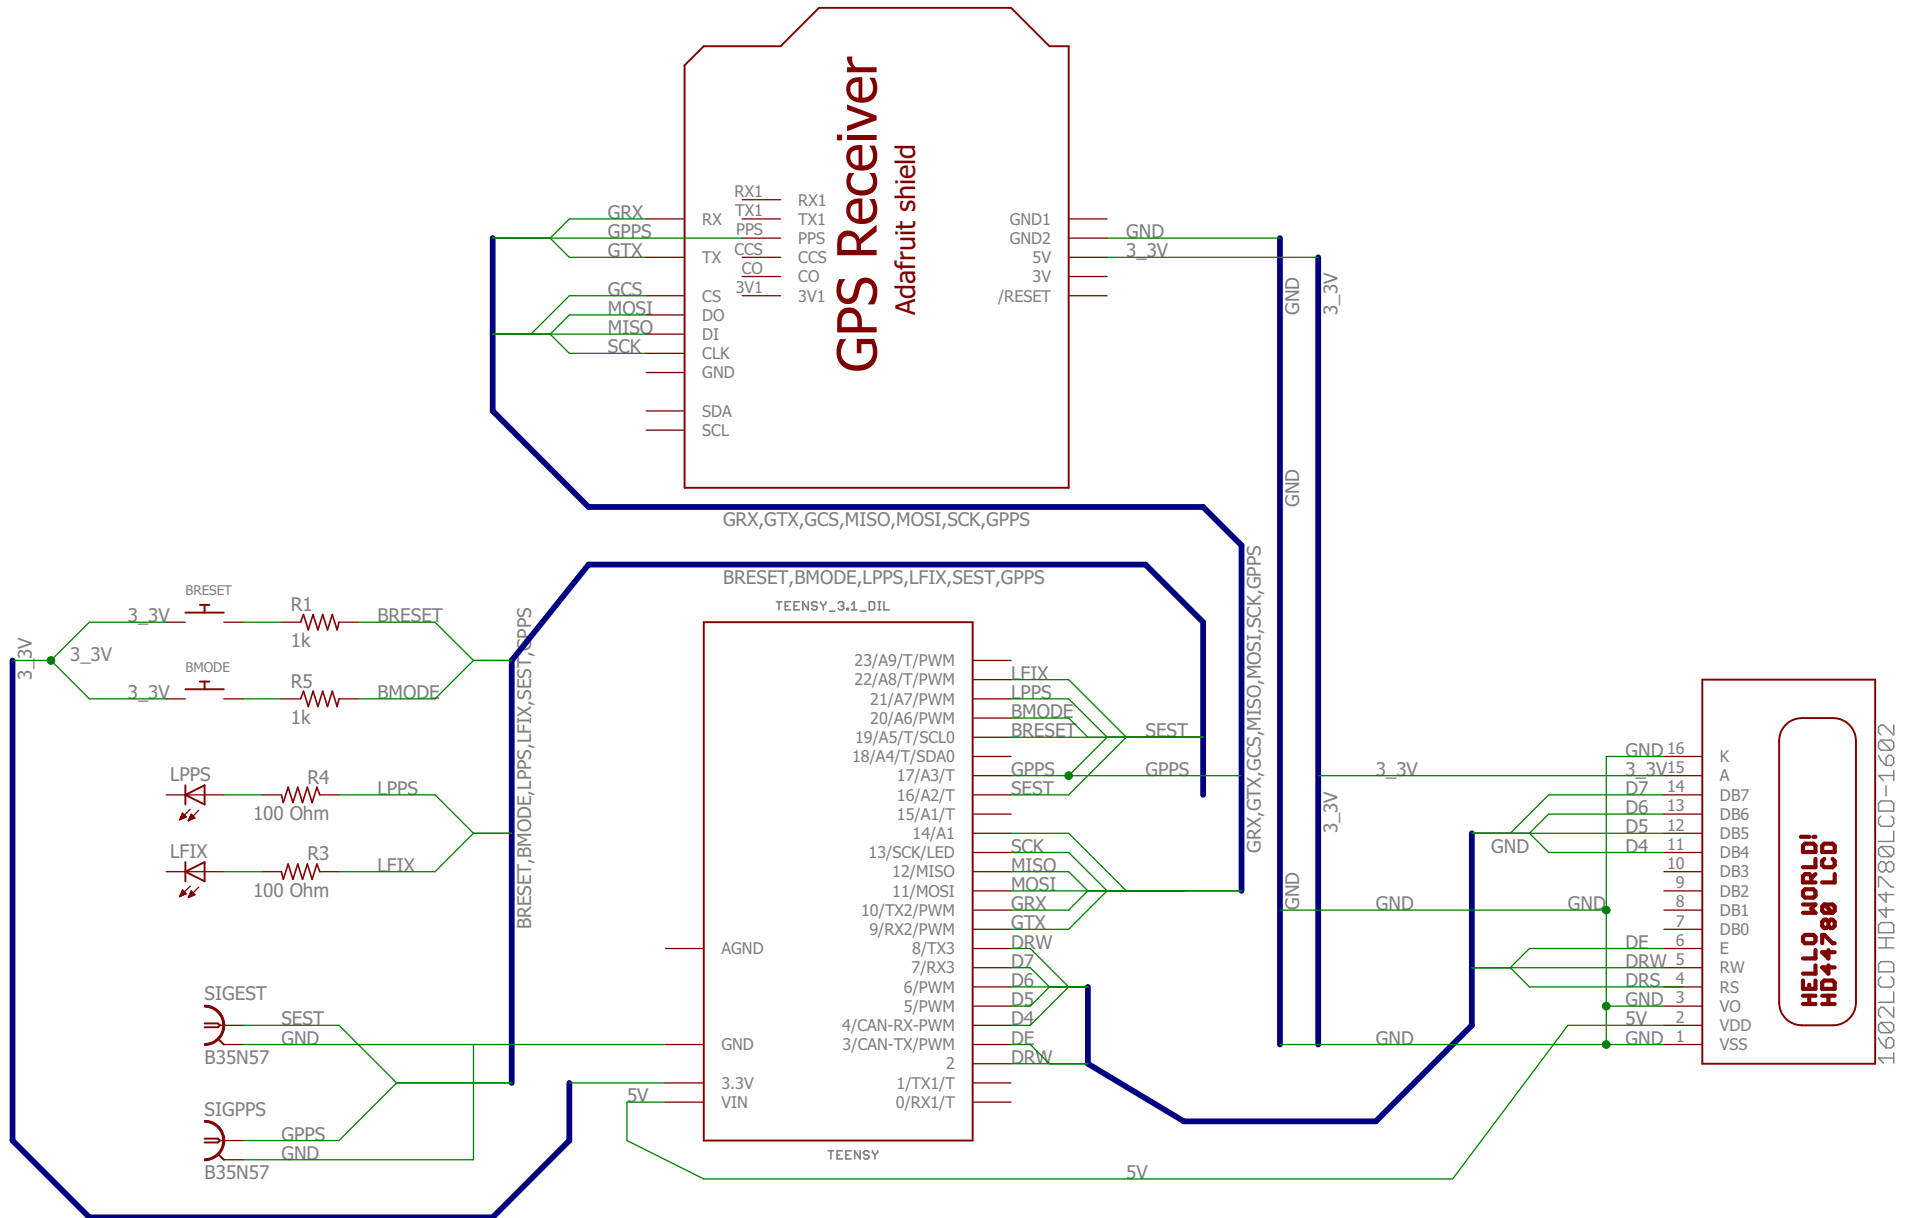 GPS Receiver
Adafruit shield
RX1
TX1
PPS
CCS
CO
3V1
RX1
TX1
PPS
CCS
CO
3V1
GRX
GPPS
GTX
GCS
MOSI
MISO
SCK
RX
TX
CS
DO
DI
CLK
GND
SDA
SCL
GND1
GND2
5V
3V
/RESET
GND
3_3V
GND
3_3V
GND
GRX,GTX,GCS,MISO,MOSI,SCK,GPPS
GRX,GTX,GCS,MISO,MOSI,SCK,GPPS
BRESET,BMODE,LPPS,LFIX,SEST,GPPS
BRESET,BMODE,LPPS,LFIX,SEST,GPPS
3_3V
3_3V
3_3V
BRESET
R1
1k
BRESET
3_3V
BMODE
R5
1k
BMODE
LPPS
R4
100 Ohm
LPPS
LFIX
R3
100 Ohm
LFIX
SIGEST
SEST
GND
B35N57
SIGPPS
GPPS
GND
B35N57
TEENSY_3.1_DIL
23/A9/T/PWM
22/A8/T/PWM
21/A7/PWM
20/A6/PWM
19/A5/T/SCL0
18/A4/T/SDA0
17/A3/T
16/A2/T
15/A1/T
14/A1
13/SCK/LED
12/MISO
11/MOSI
10/TX2/PWM
9/RX2/PWM
8/TX3
7/RX3
6/PWM
5/PWM
4/CAN-RX-PWM
3/CAN-TX/PWM
2
1/TX1/T
0/RX1/T
AGND
GND
3.3V
VIN
5V
TEENSY
LFIX
LPPS
BMODE
BRESET
GPPS
SEST
SEST
GPPS
SCK
MISO
MOSI
GRX
GTX
DRW
D7
D6
D5
D4
DE
DRW
5V
3_3V
3_3V
GND
GND
GND
GND
GND
GND 16 K
3_3V 15 A
D7 14 DB7
D6 13 DB6
D5 12 DB5
D4 11 DB4
10 DB3
9 DB2
8 DB1
7 DB0
DE 6 E
DRW 5 RW
DRS 4 RS
GND 3 VO
5V 2 VDD
GND 1 VSS
HELLO WORLD!
HD44780 LCD
1602LCD HD44780LCD-1602